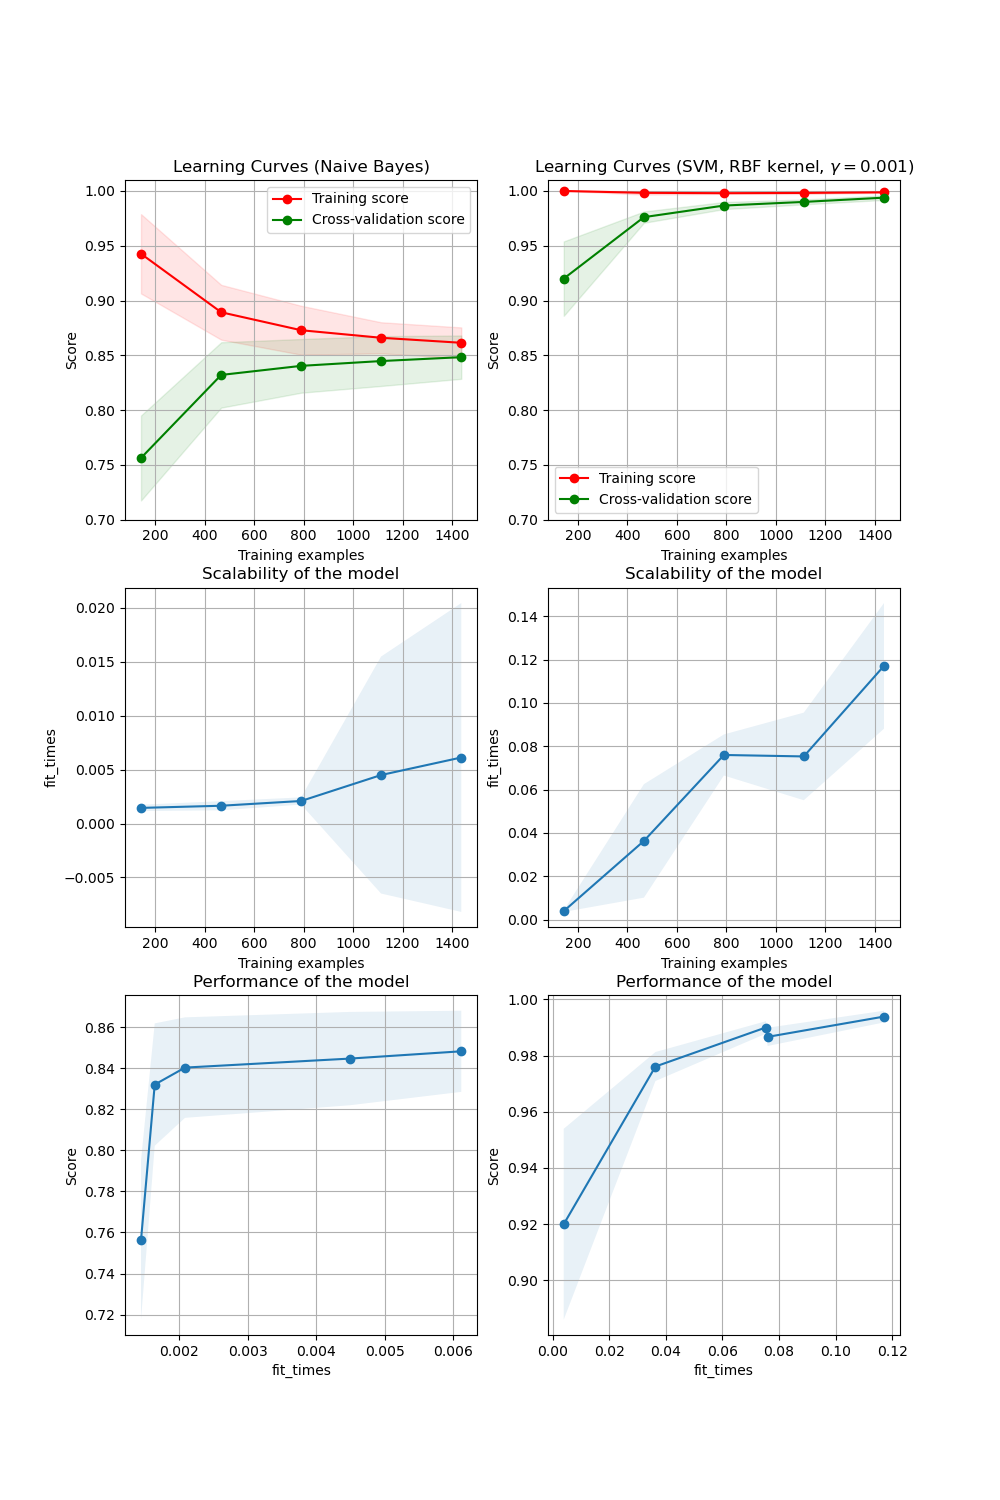 Learning Curves (Naive Bayes)
1.00
0.95
0.90
0.85
0.80
0.75
0.70
Score
Training score
Cross-validation score
200 400 600 800 1000 1200 1400
Training examples
Learning Curves (SVM, RBF kernel, γ = 0.001)
1.00
0.95
0.90
0.85
0.80
0.75
0.70
Score
Training score
Cross-validation score
200 400 600 800 1000 1200 1400
Training examples
Scalability of the model
0.020
0.015
0.010
0.005
0.000
−0.005
fit_times
200 400 600 800 1000 1200 1400
Training examples
Scalability of the model
0.14
0.12
0.10
0.08
0.06
0.04
0.02
0.00
fit_times
200 400 600 800 1000 1200 1400
Training examples
Performance of the model
0.86
0.84
0.82
0.80
0.78
0.76
0.74
0.72
Score
0.002 0.003 0.004 0.005 0.006
fit_times
Performance of the model
1.00
0.98
0.96
0.94
0.92
0.90
Score
0.00 0.02 0.04 0.06 0.08 0.10 0.12
fit_times